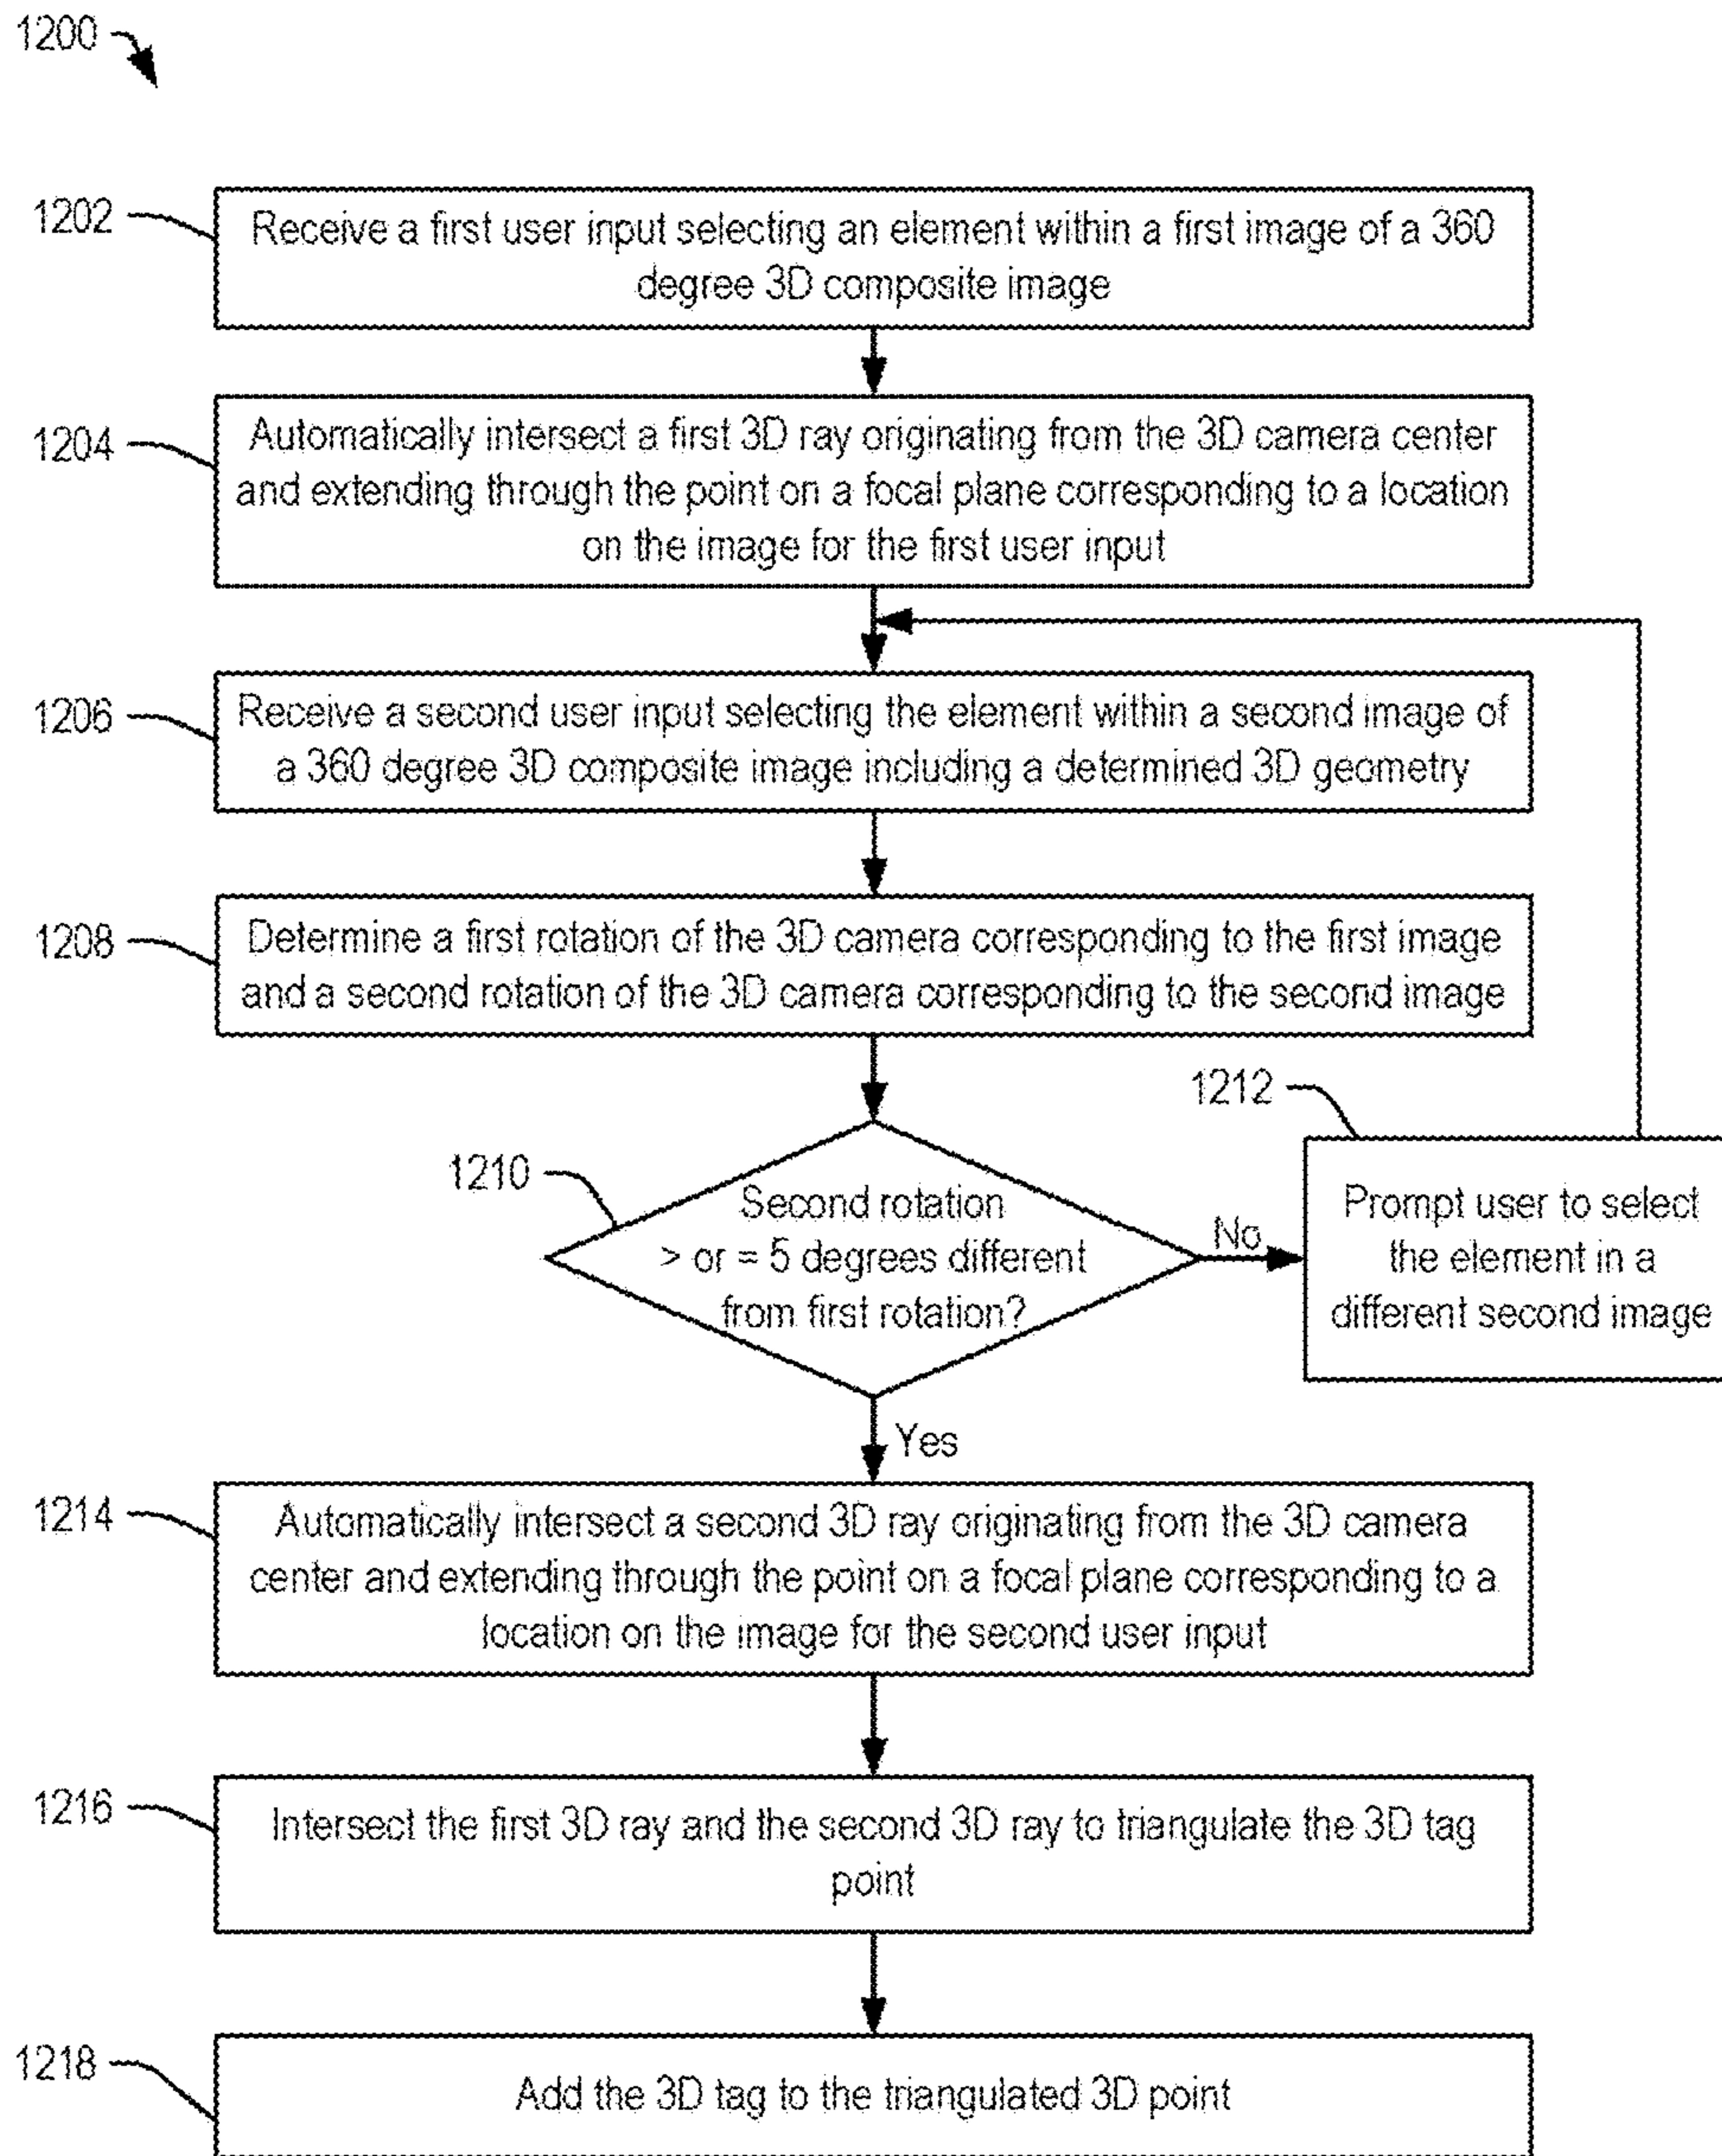 1200
1202
Receive a first user input selecting an element within a first image of a 360
degree 3D composite image
1204
Automatically intersect a first 3D ray originating from the 3D camera center
and extending through the point on a focal plane corresponding to a location
on the image for the first user input
1206
Receive a second user input selecting the element within a second image of
a 360 degree 3D composite image including a determined 3D geometry
1208
Determine a first rotation of the 3D camera corresponding to the first image
and a second rotation of the 3D camera corresponding to the second image
1210
Second rotation
> or = 5 degrees different
from first rotation?
No
1212
Prompt user to select
the element in a
different second image
Yes
1214
Automatically intersect a second 3D ray originating from the 3D camera
center and extending through the point on a focal plane corresponding to a
location on the image for the second user input
1216
Intersect the first 3D ray and the second 3D ray to triangulate the 3D tag
point
1218
Add the 3D tag to the triangulated 3D point